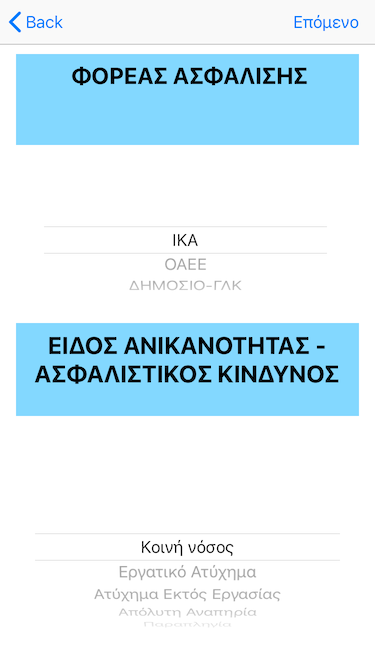 Back
Επόμενο
ΦΟΡΕΑΣ ΑΣΦΑΛΙΣΗΣ
ΙΚΑ
ΟΑΕΕ
ΔΗΜΟΣΙΟ-ΓΛΚ
ΕΙΔΟΣ ΑΝΙΚΑΝΟΤΗΤΑΣ -
ΑΣΦΑΛΙΣΤΙΚΟΣ ΚΙΝΔΥΝΟΣ
Κοινή νόσος
Εργατικό Ατύχημα
Ατύχημα Εκτός Εργασίας
Απόλυτη Αναπηρία
Παραπληγία